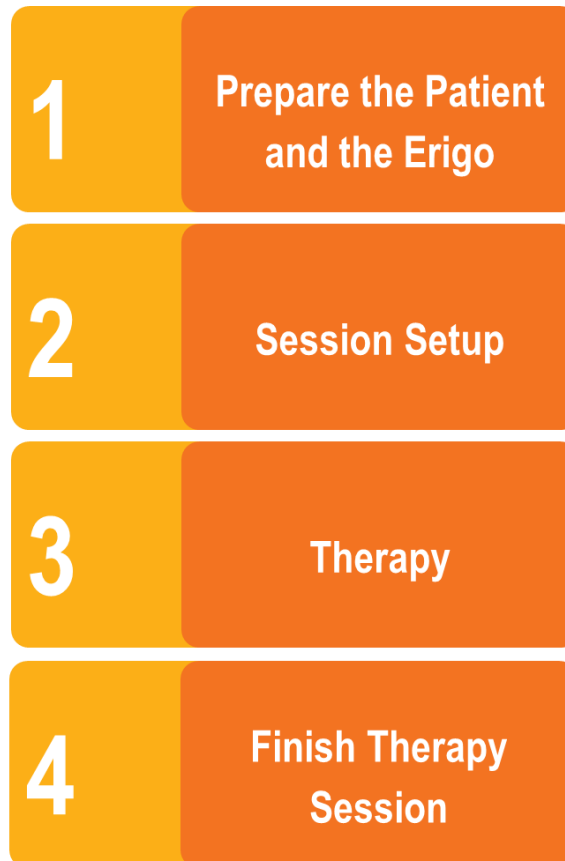 1
Prepare the Patient
and the Erigo
2
Session Setup
3
Therapy
4
Finish Therapy
Session